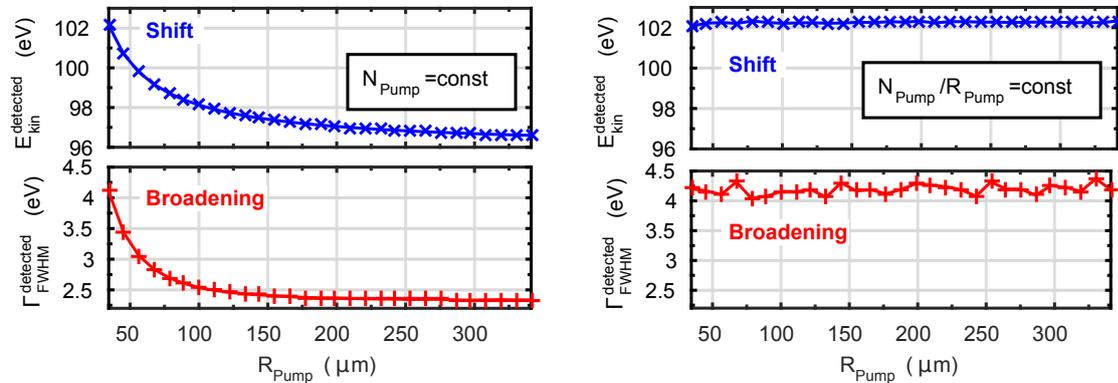 E_kin^detected (eV)
102
100
98
96
Shift
N_Pump =const
Γ_FWHM^detected (eV)
4.5
4
3.5
3
2.5
Broadening
50 100 150 200 250 300
R_Pump ( μm)
E_kin^detected (eV)
102
100
98
96
Shift
N_Pump /R_Pump =const
Γ_FWHM^detected (eV)
4.5
4
3.5
3
2.5
Broadening
50 100 150 200 250 300
R_Pump ( μm)